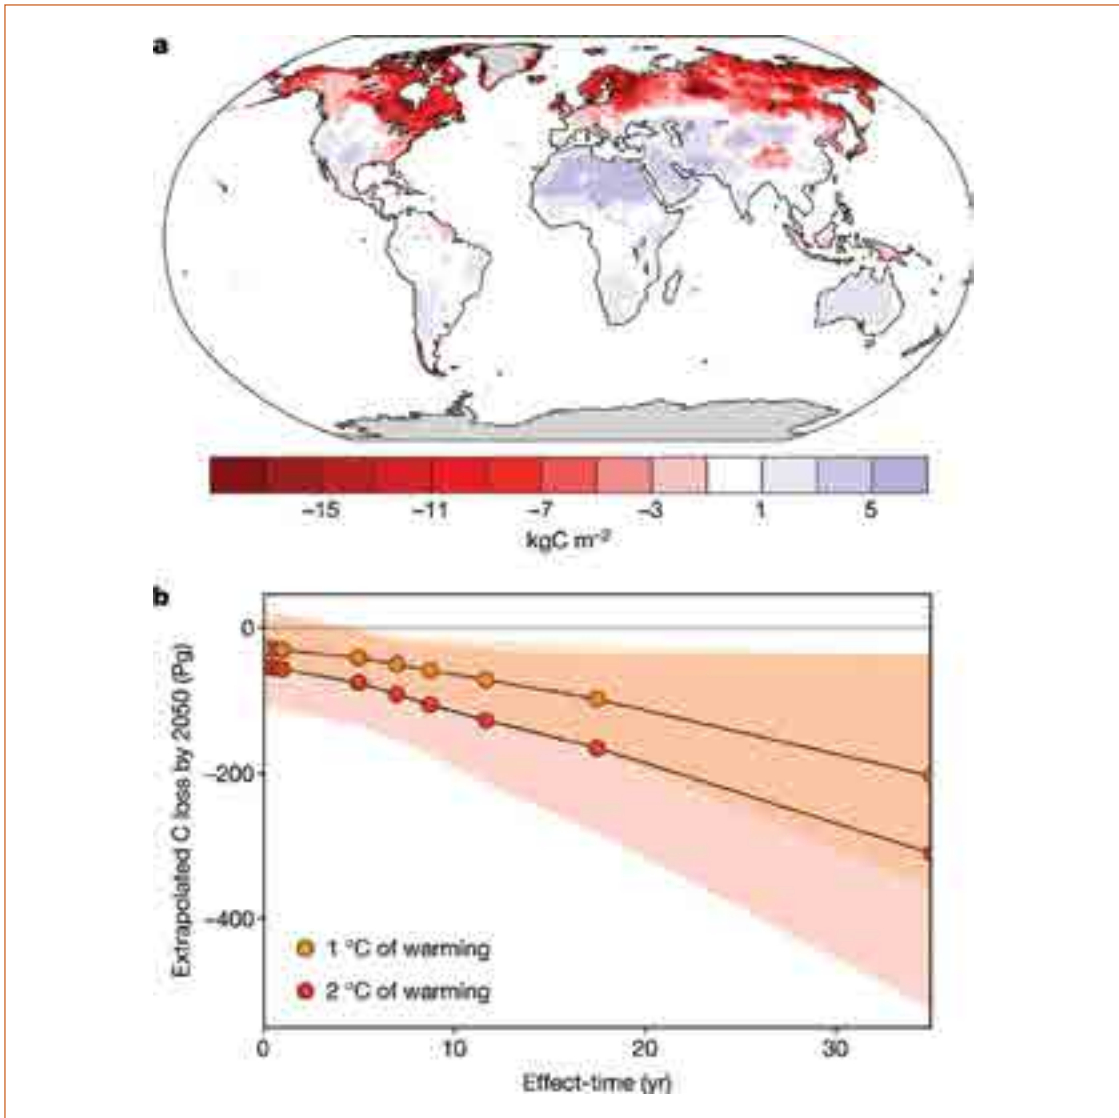 a
−15 −11 −7 −3 1 5
kgC m⁻²
b
Extrapolated C loss by 2050 (Pg)
0
−200
−400
1 °C of warming
2 °C of warming
0 10 20 30
Effect-time (yr)